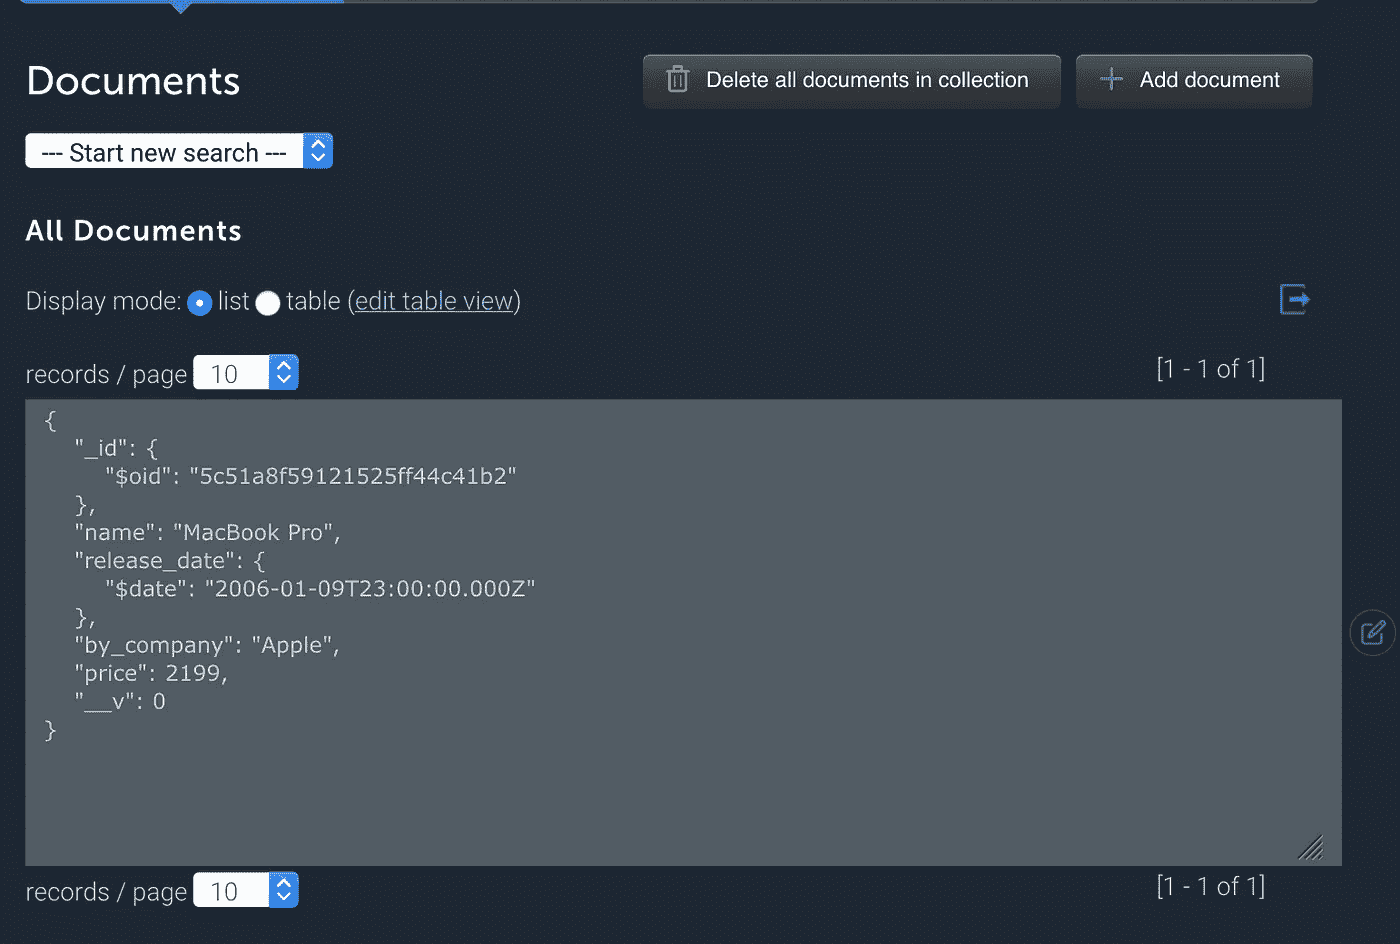 Documents
Delete all documents in collection
Add document
--- Start new search ---
All Documents
Display mode: list table (edit table view)
records / page 10
[1 - 1 of 1]
{
"_id": {
"$oid": "5c51a8f59121525ff44c41b2"
},
"name": "MacBook Pro",
"release_date": {
"$date": "2006-01-09T23:00:00.000Z"
},
"by_company": "Apple",
"price": 2199,
"__v": 0
}
records / page 10
[1 - 1 of 1]